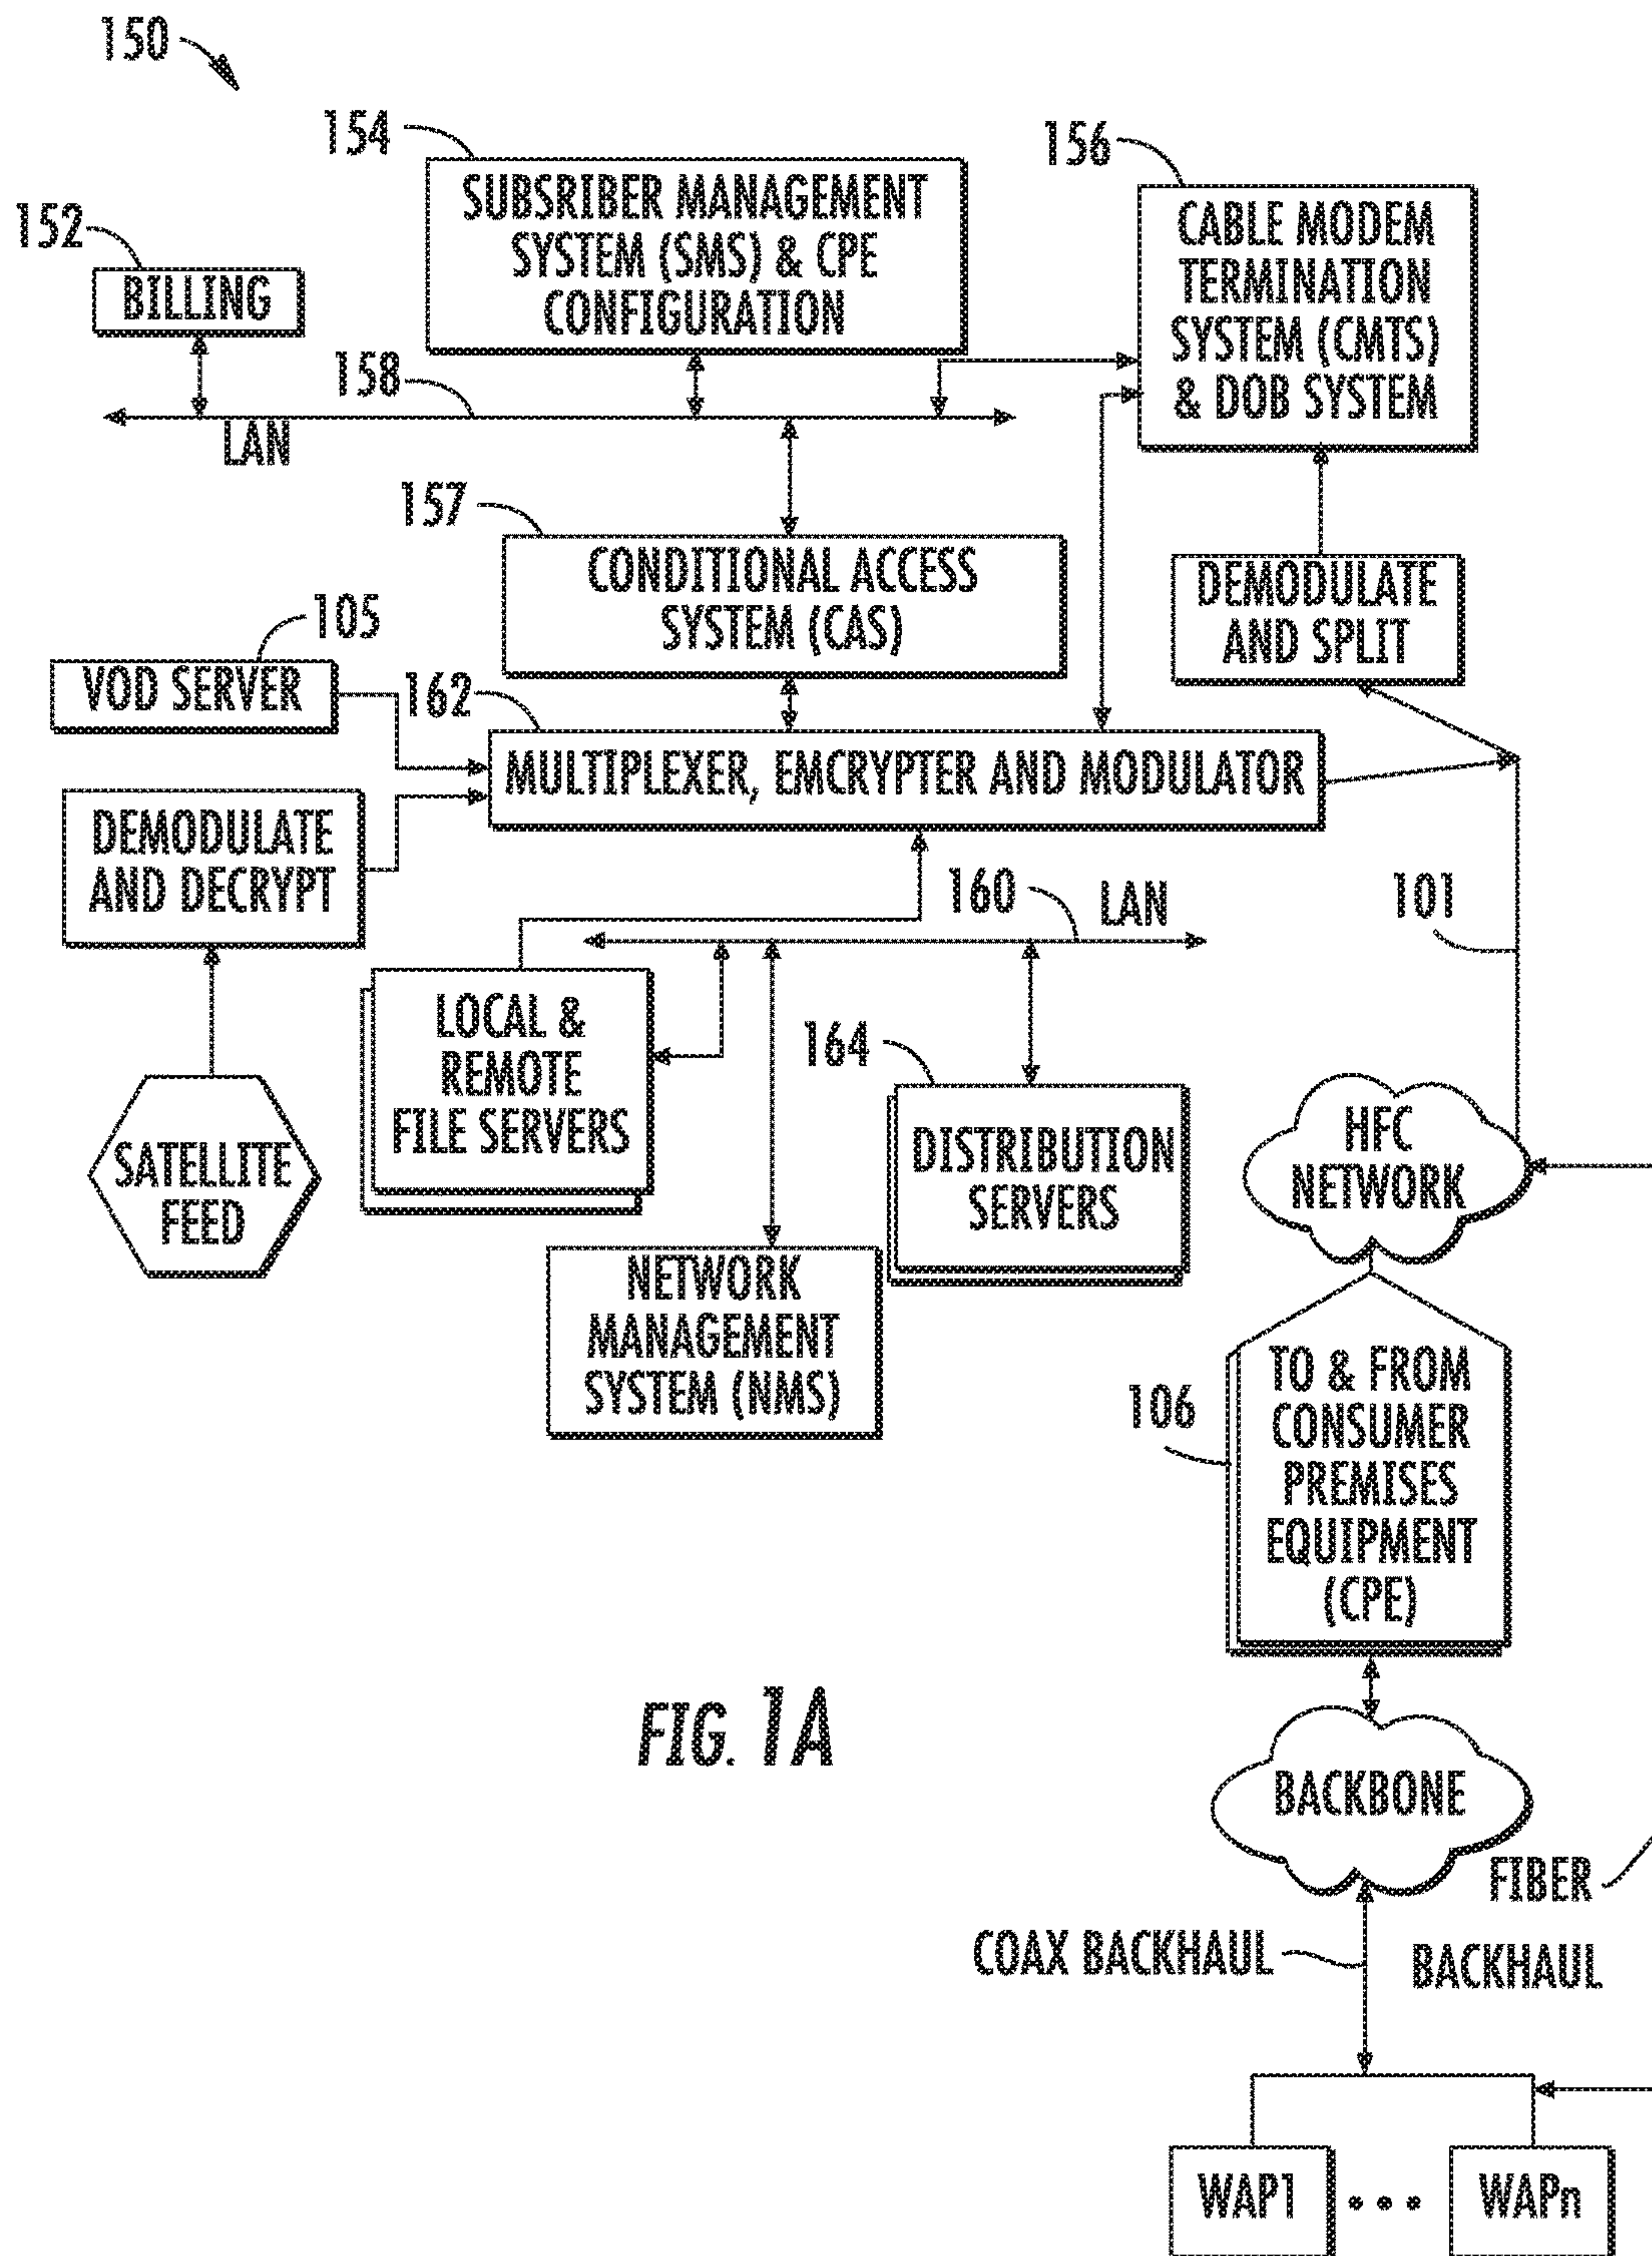 150
154
SUBSRIBER MANAGEMENT
SYSTEM (SMS) & CPE
CONFIGURATION
156
CABLE MODEM
TERMINATION
SYSTEM (CMTS)
& DOB SYSTEM
152
BILLING
158
LAN
157
CONDITIONAL ACCESS
SYSTEM (CAS)
DEMODULATE
AND SPLIT
105
VOD SERVER
162
MULTIPLEXER, EMCRYPTER AND MODULATOR
DEMODULATE
AND DECRYPT
160
LAN
101
LOCAL &
REMOTE
FILE SERVERS
164
DISTRIBUTION
SERVERS
HFC
NETWORK
SATELLITE
FEED
NETWORK
MANAGEMENT
SYSTEM (NMS)
106
TO & FROM
CONSUMER
PREMISES
EQUIPMENT
(CPE)
FIG. 1A
BACKBONE
FIBER
BACKHAUL
COAX BACKHAUL
WAP1
...
WAPn